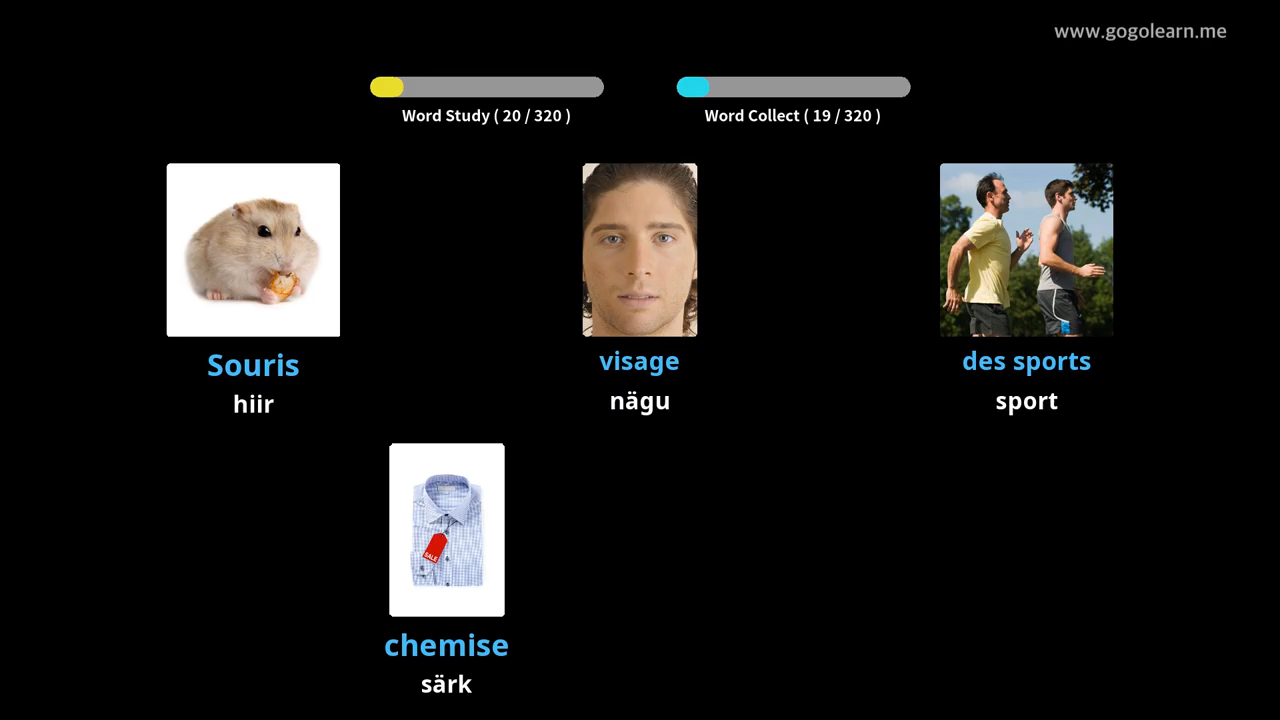 www.gogolearn.me
Word Study ( 20 / 320 )
Word Collect ( 19 / 320 )
Souris
hiir
visage
nägu
des sports
sport
SALE
chemise
särk